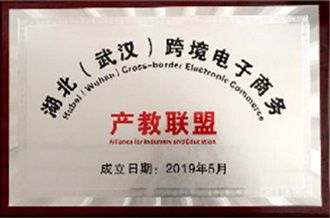 湖北（武汉）跨境电子商务
Hubei（Wuhan）Cross-border Electronic Commerce
产教联盟
Alliance for Industry and Education
成立日期：2019年5月